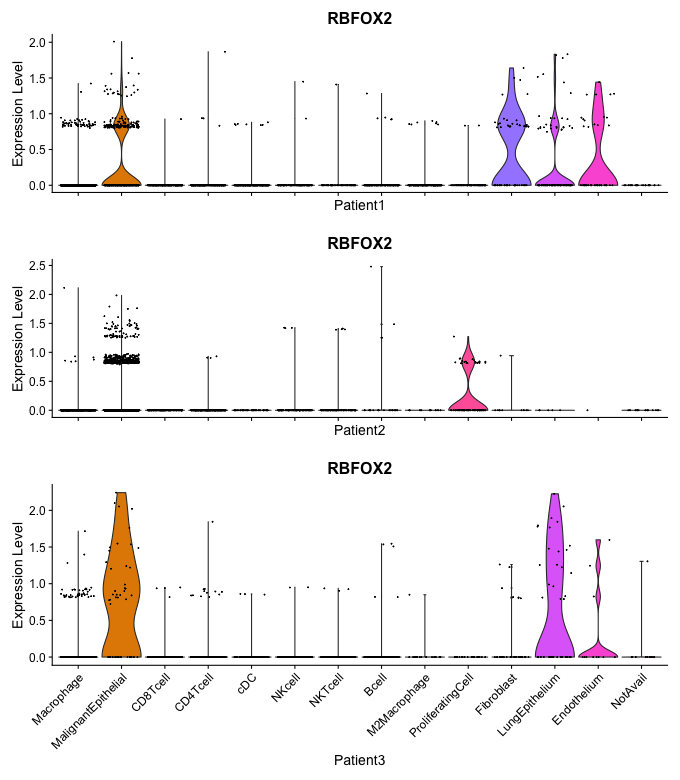 RBFOX2
Expression Level
2.0
1.5
1.0
0.5
0.0
Patient1
RBFOX2
Expression Level
2.5
2.0
1.5
1.0
0.5
0.0
Patient2
RBFOX2
Expression Level
2.0
1.5
1.0
0.5
0.0
Macrophage
MalignantEpithelial
CD8Tcell
CD4Tcell
cDC
NKcell
NKTcell
Bcell
M2Macrophage
ProliferatingCell
Fibroblast
LungEpithelium
Endothelium
NotAvail
Patient3